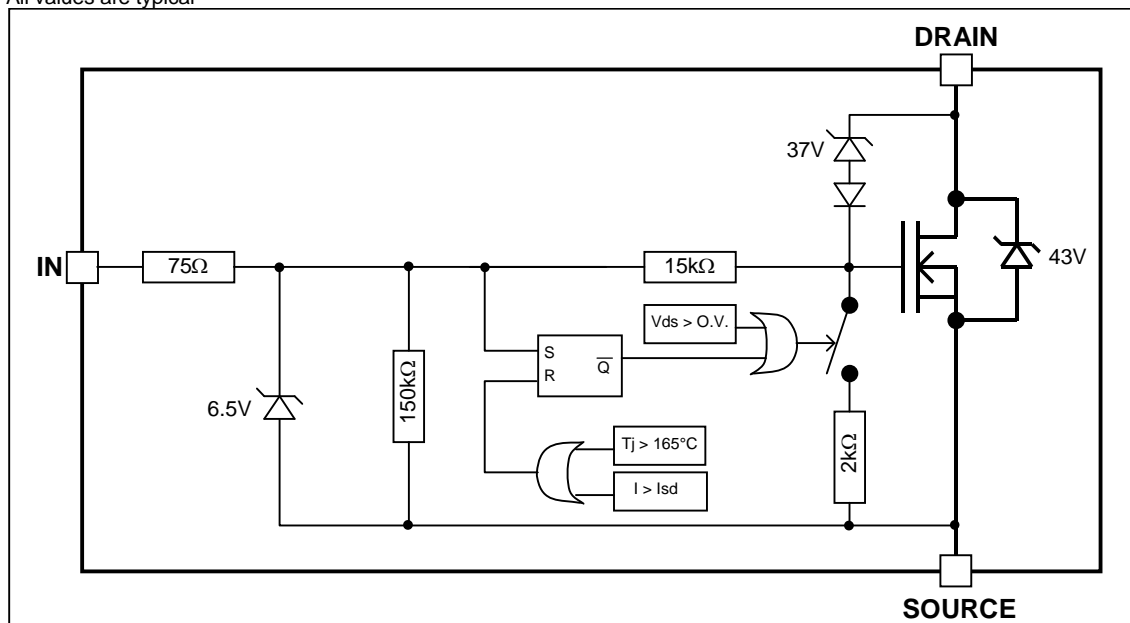 All values are typical
DRAIN
37V
IN
75Ω
15kΩ
43V
Vds > O.V.
S
R
Q̅
6.5V
150kΩ
Tj > 165°C
I > Isd
2kΩ
SOURCE